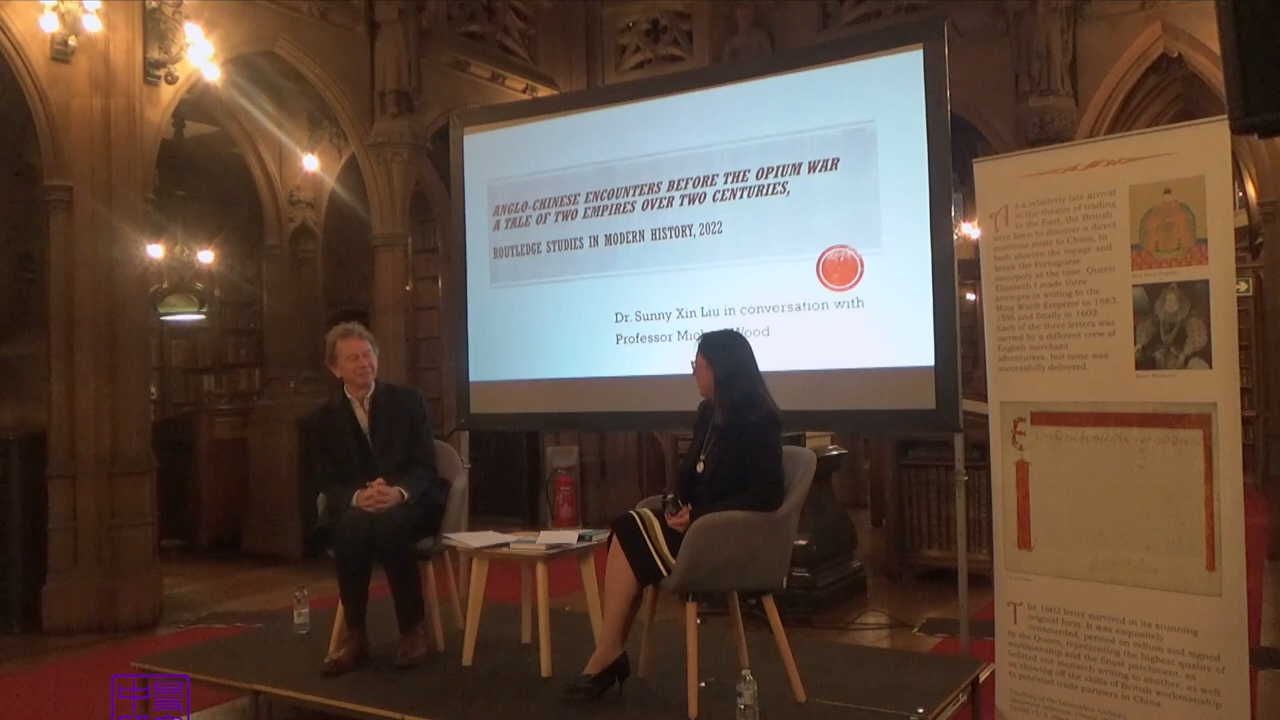 ANGLO-CHINESE ENCOUNTERS BEFORE THE OPIUM WAR
A TALE OF TWO EMPIRES OVER TWO CENTURIES,
ROUTLEDGE STUDIES IN MODERN HISTORY, 2022
Dr. Sunny Xin Liu in conversation with
Professor Wood
As a relatively late arrival
in the theatre of trading
in the East, the British
were keen to discover a direct
maritime route to China, to
both shorten the voyage and
break the Portuguese
monopoly at the time. Queen
Elizabeth I made three
attempts in writing to the
Ming Wanli Emperor in 1583,
1596 and finally in 1602
Each of the three letters was
carried by a different crew of
English merchant
adventurers, but none was
successfully delivered
The 1602 letter survived in its stunning
original form. It was exquisitely
ornamented, penned on vellum and signed
by the Queen, representing the highest quality of
workmanship and the finest parchment, as
befitted one monarch writing to another, as well
as showing off the skills of British workmanship
to potential trade partners in China.